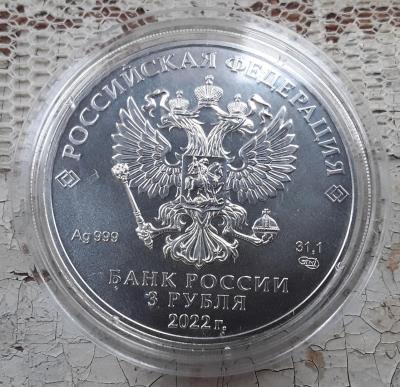 РОССИЙСКАЯ ФЕДЕРАЦИЯ
Ag 999
31,1
БАНК РОССИИ
3 РУБЛЯ
2022 г.